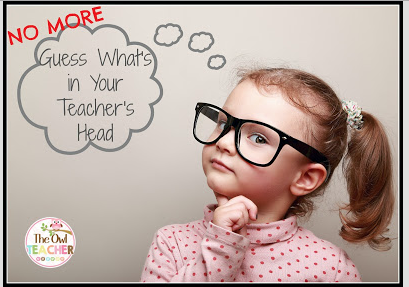 NO MORE
Guess What's
in Your
Teacher's
Head
The Owl
TEACHER